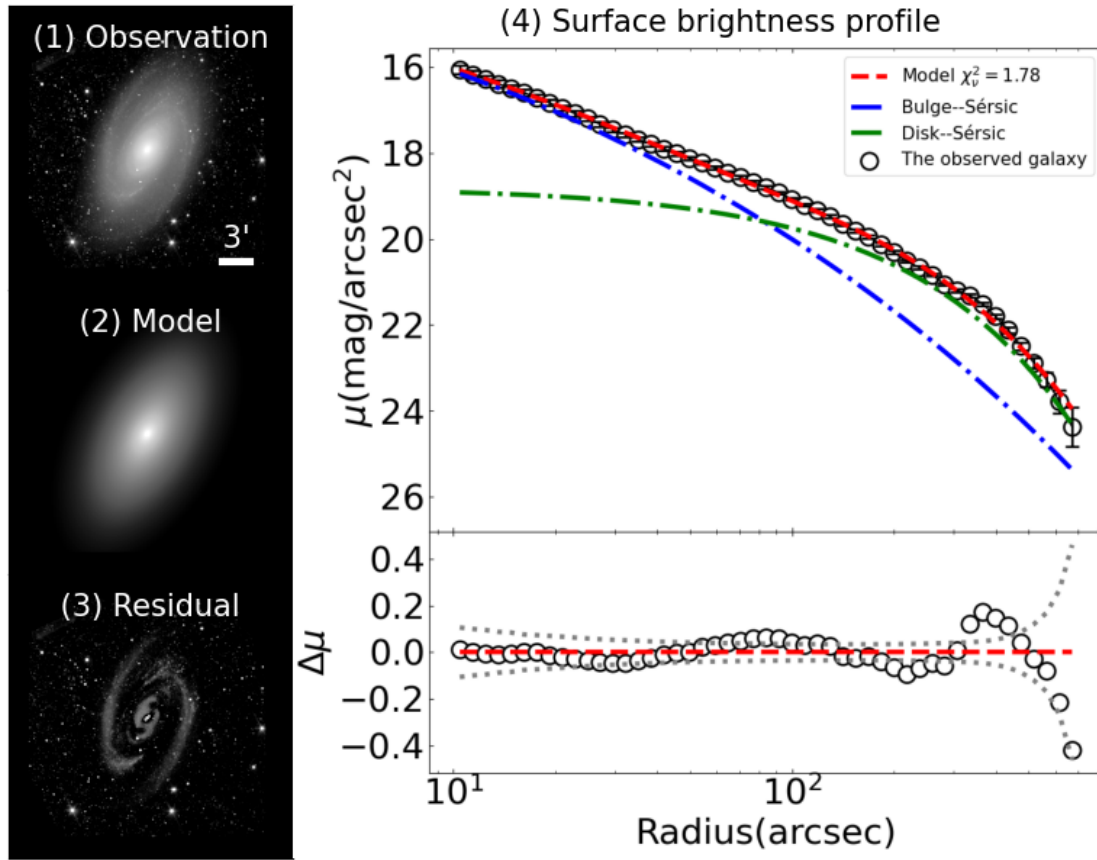 (1) Observation
3'
(2) Model
(3) Residual
(4) Surface brightness profile
Model χ²ᵥ = 1.78
Bulge--Sérsic
Disk--Sérsic
The observed galaxy
μ(mag/arcsec²)
16
18
20
22
24
26
Δμ
0.4
0.2
0.0
−0.2
−0.4
10¹
10²
Radius(arcsec)